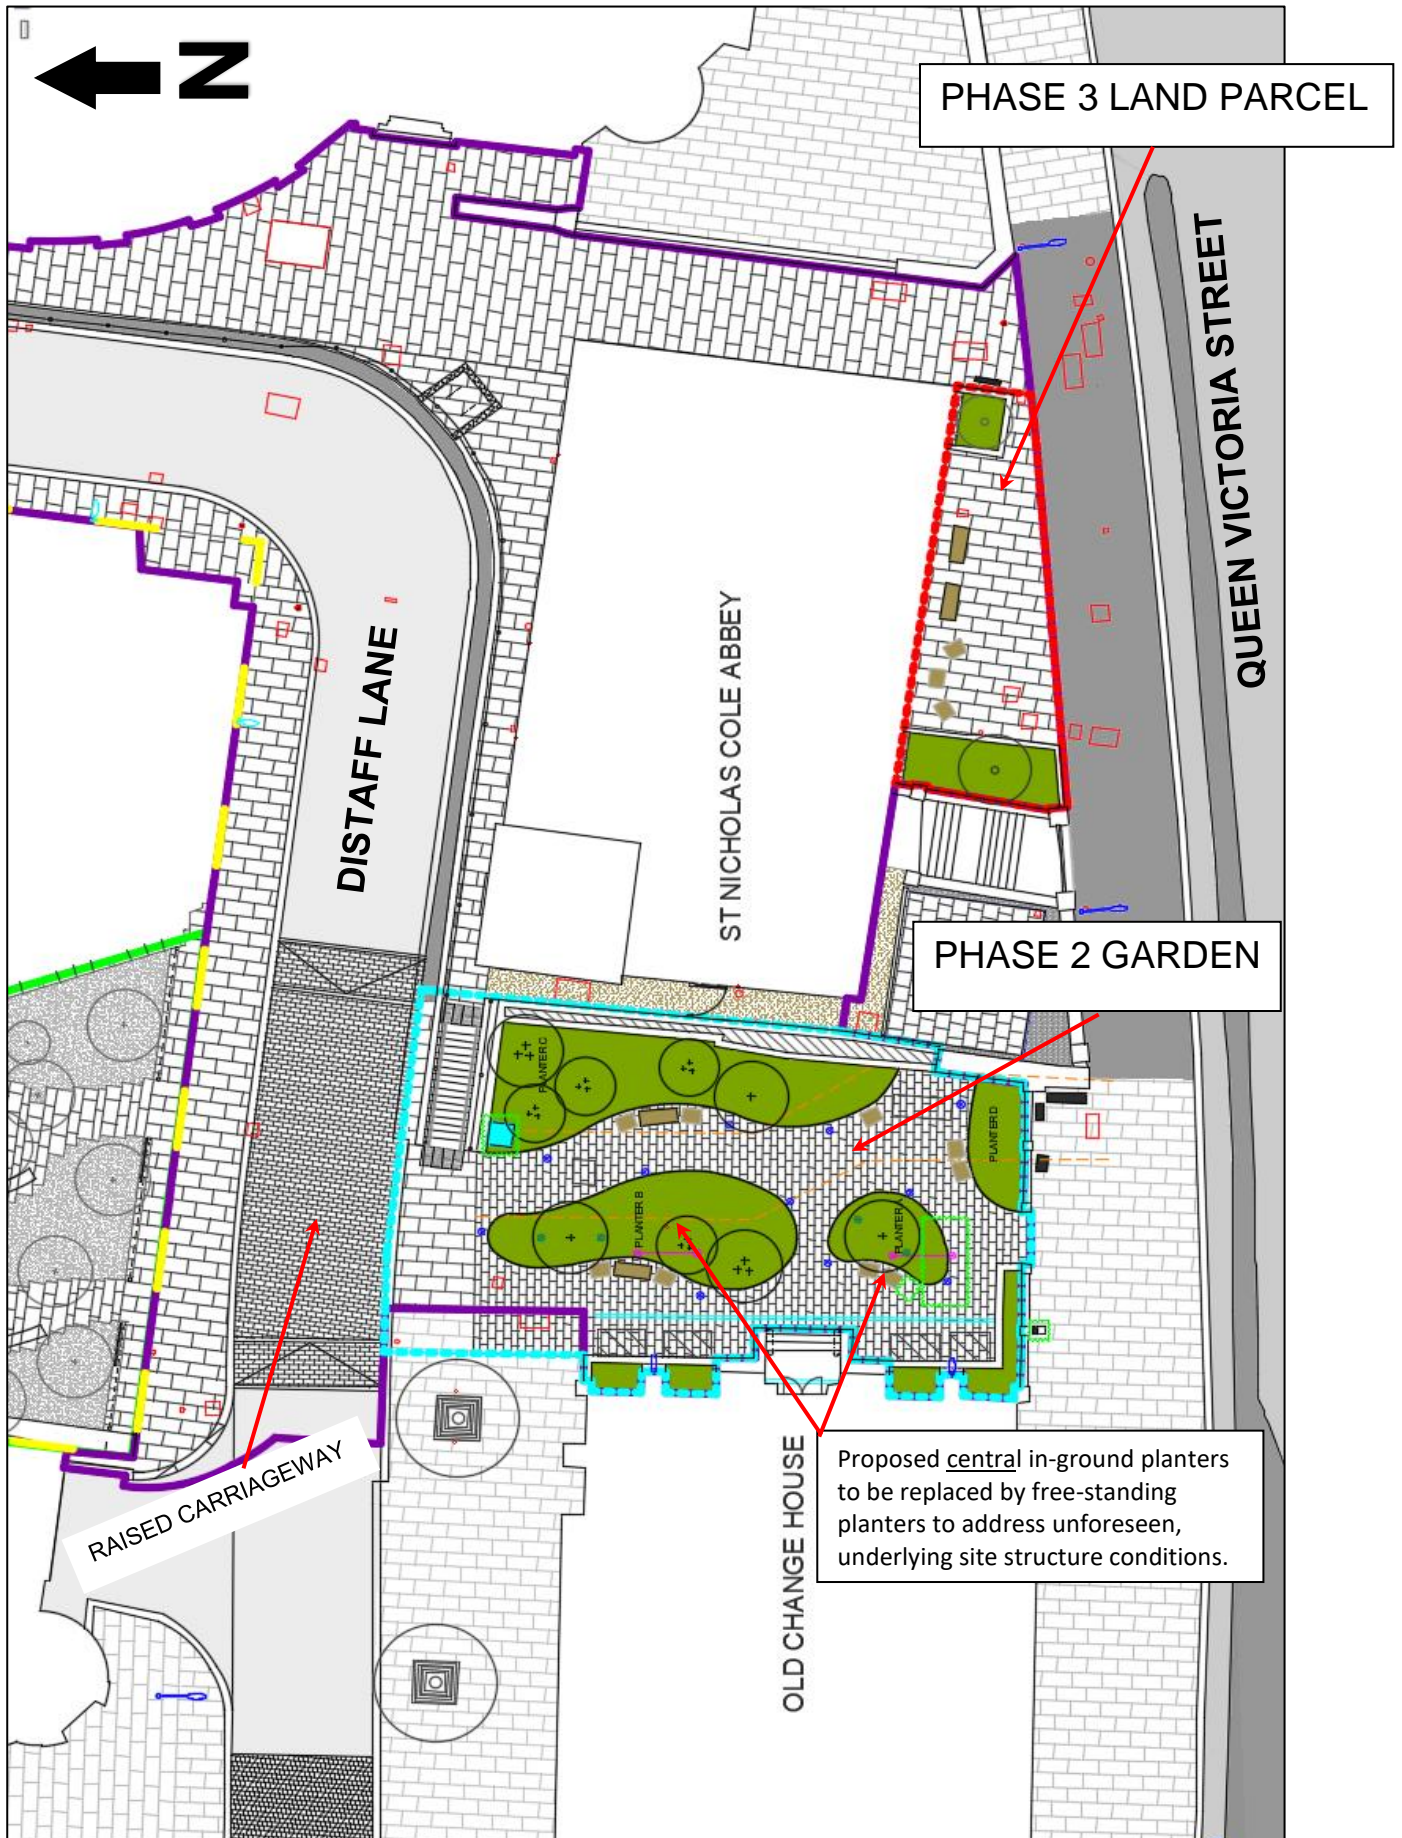 N
PHASE 3 LAND PARCEL
QUEEN VICTORIA STREET
DISTAFF LANE
ST NICHOLAS COLE ABBEY
PHASE 2 GARDEN
PLANTER C
PLANTER D
PLANTER B
PLANTER A
RAISED CARRIAGEWAY
OLD CHANGE HOUSE
Proposed central in-ground planters
to be replaced by free-standing
planters to address unforeseen,
underlying site structure conditions.